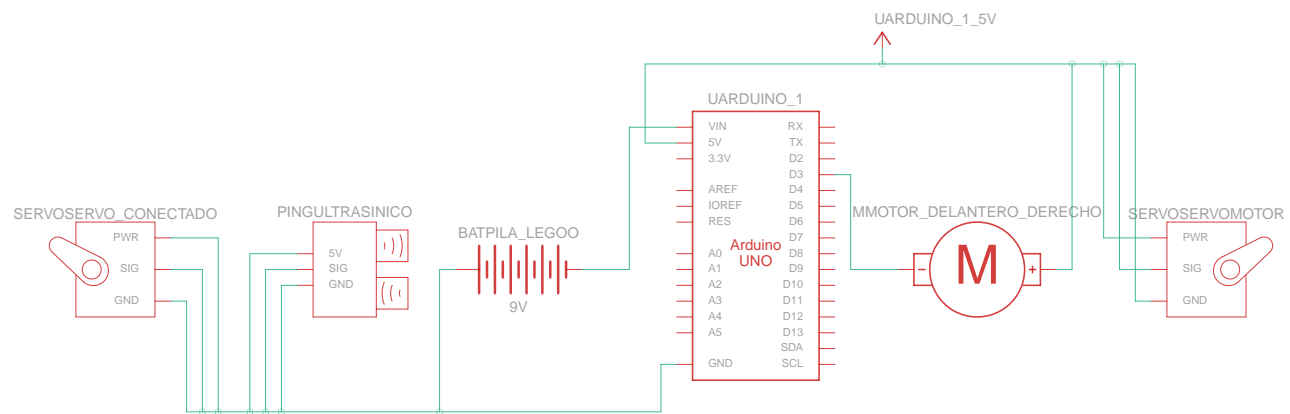 UARDUINO_1_5V
UARDUINO_1
VIN
5V
3.3V
AREF
IOREF
RES
A0
A1
A2
A3
A4
A5
GND
RX
TX
D2
D3
D4
D5
D6
D7
D8
D9
D10
D11
D12
D13
SDA
SCL
Arduino
UNO
SERVOSERVO_CONECTADO
PWR
SIG
GND
PINGULTRASINICO
5V
SIG
GND
BATPILA_LEGOO
9V
MMOTOR_DELANTERO_DERECHO
-
M
+
SERVOSERVOMOTOR
PWR
SIG
GND